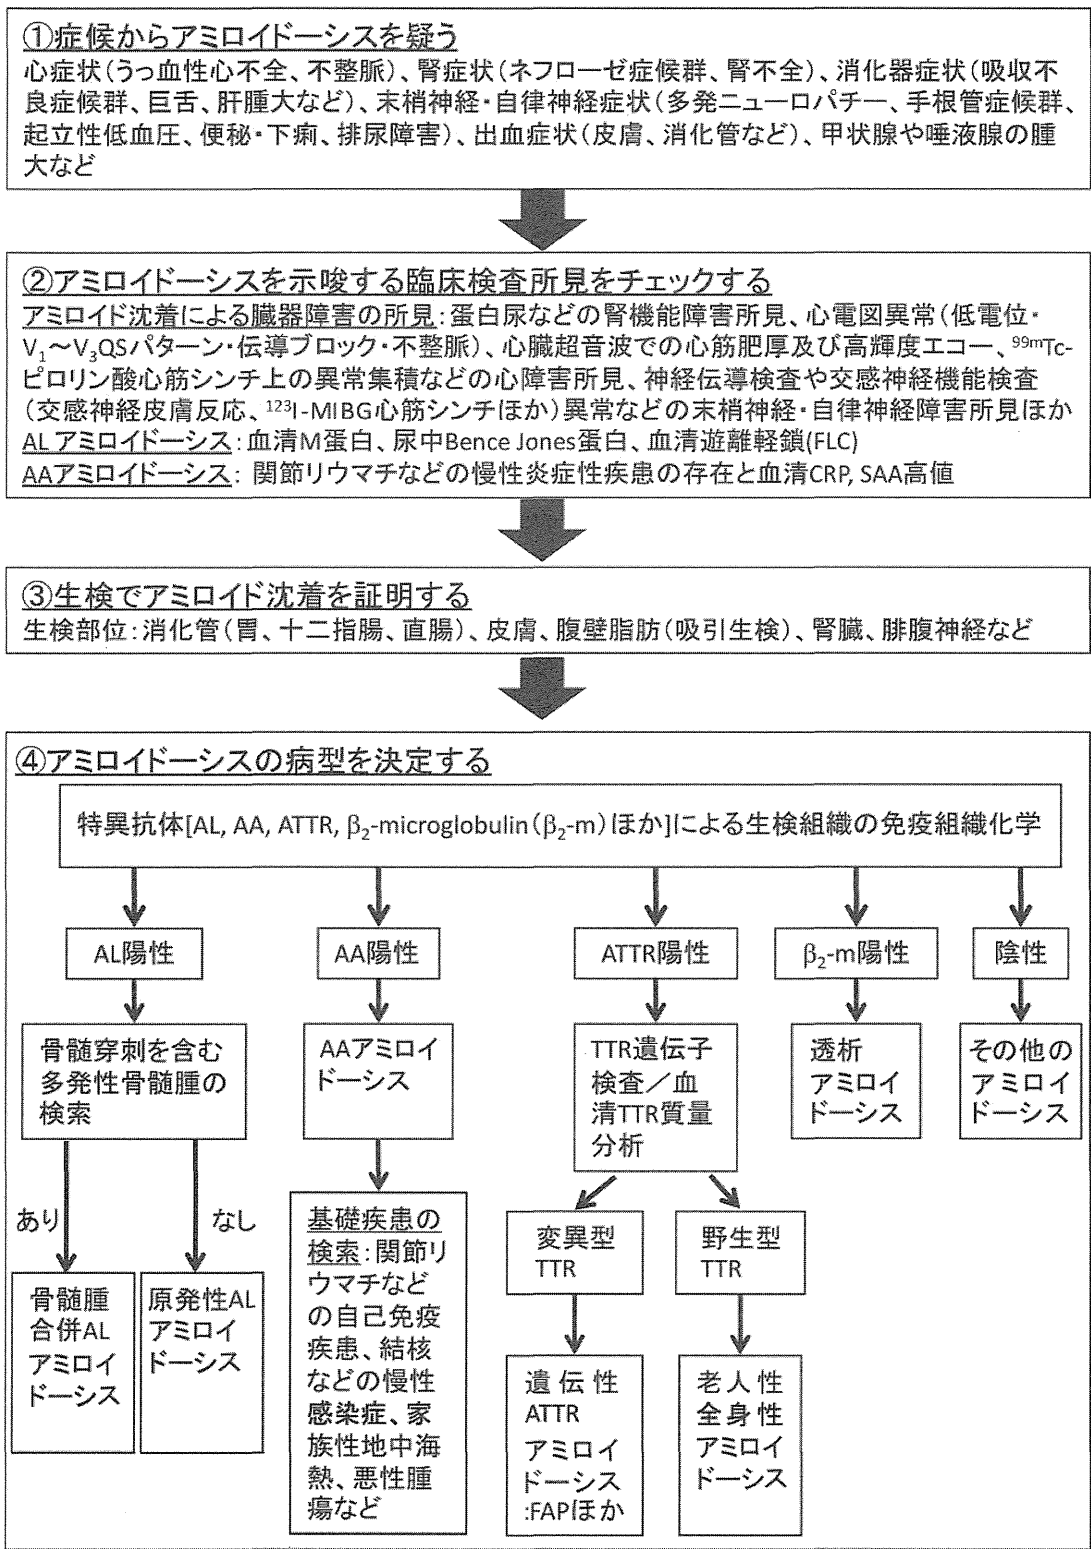 ①症候からアミロイドーシスを疑う
心症状(うっ血性心不全、不整脈)、腎症状(ネフローゼ症候群、腎不全)、消化器症状(吸収不
良症候群、巨舌、肝腫大など)、末梢神経・自律神経症状(多発ニューロパチー、手根管症候群、
起立性低血圧、便秘・下痢、排尿障害)、出血症状(皮膚、消化管など)、甲状腺や唾液腺の腫
大など
②アミロイドーシスを示唆する臨床検査所見をチェックする
アミロイド沈着による臓器障害の所見:蛋白尿などの腎機能障害所見、心電図異常(低電位・
V₁～V₃QSパターン・伝導ブロック・不整脈)、心臓超音波での心筋肥厚及び高輝度エコー、⁹⁹ᵐTc-
ピロリン酸心筋シンチ上の異常集積などの心障害所見、神経伝導検査や交感神経機能検査
(交感神経皮膚反応、¹²³I-MIBG心筋シンチほか)異常などの末梢神経・自律神経障害所見ほか
AL アミロイドーシス:血清M蛋白、尿中Bence Jones蛋白、血清遊離軽鎖(FLC)
AAアミロイドーシス: 関節リウマチなどの慢性炎症性疾患の存在と血清CRP, SAA高値
③生検でアミロイド沈着を証明する
生検部位:消化管(胃、十二指腸、直腸)、皮膚、腹壁脂肪(吸引生検)、腎臓、腓腹神経など
④アミロイドーシスの病型を決定する
特異抗体[AL, AA, ATTR, β₂-microglobulin(β₂-m)ほか]による生検組織の免疫組織化学
AL陽性
AA陽性
ATTR陽性
β₂-m陽性
陰性
骨髄穿刺を含む
多発性骨髄腫の
検索
AAアミロイ
ドーシス
TTR遺伝子
検査／血
清TTR質量
分析
透析
アミロイ
ドーシス
その他の
アミロイ
ドーシス
あり
なし
骨髄腫
合併AL
アミロイ
ドーシス
原発性AL
アミロイ
ドーシス
基礎疾患の
検索:関節リ
ウマチなど
の自己免疫
疾患、結核
などの慢性
感染症、家
族性地中海
熱、悪性腫
瘍など
変異型
TTR
野生型
TTR
遺伝性
ATTR
アミロイ
ドーシス
:FAPほか
老人性
全身性
アミロイ
ドーシス